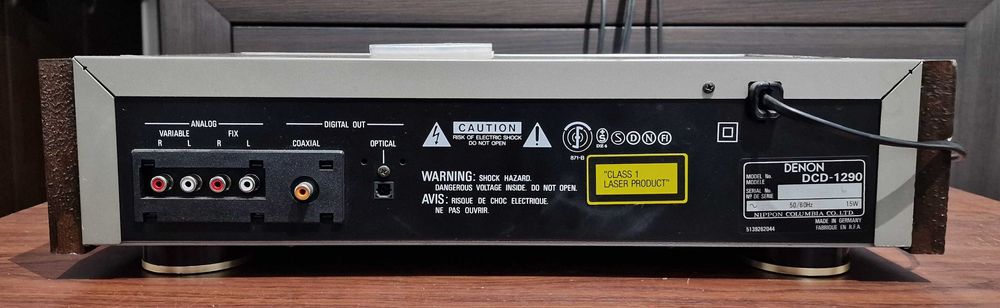 ANALOG
VARIABLE FIX
R L R L
DIGITAL OUT
COAXIAL
OPTICAL
CAUTION
RISK OF ELECTRIC SHOCK
DO NOT OPEN
WARNING: SHOCK HAZARD.
DANGEROUS VOLTAGE INSIDE. DO NOT OPEN.
AVIS: RISQUE DE CHOC ELECTRIQUE.
NE PAS OUVRIR.
871-B
S D N
"CLASS 1
LASER PRODUCT"
DENON
MODEL No. DCD-1290
MODELE
SERIAL No.
No DE SERIE
50/60Hz 15W
NIPPON COLUMBIA CO. LTD.
MADE IN GERMANY
FABRIQUE EN R.F.A.
5139262044